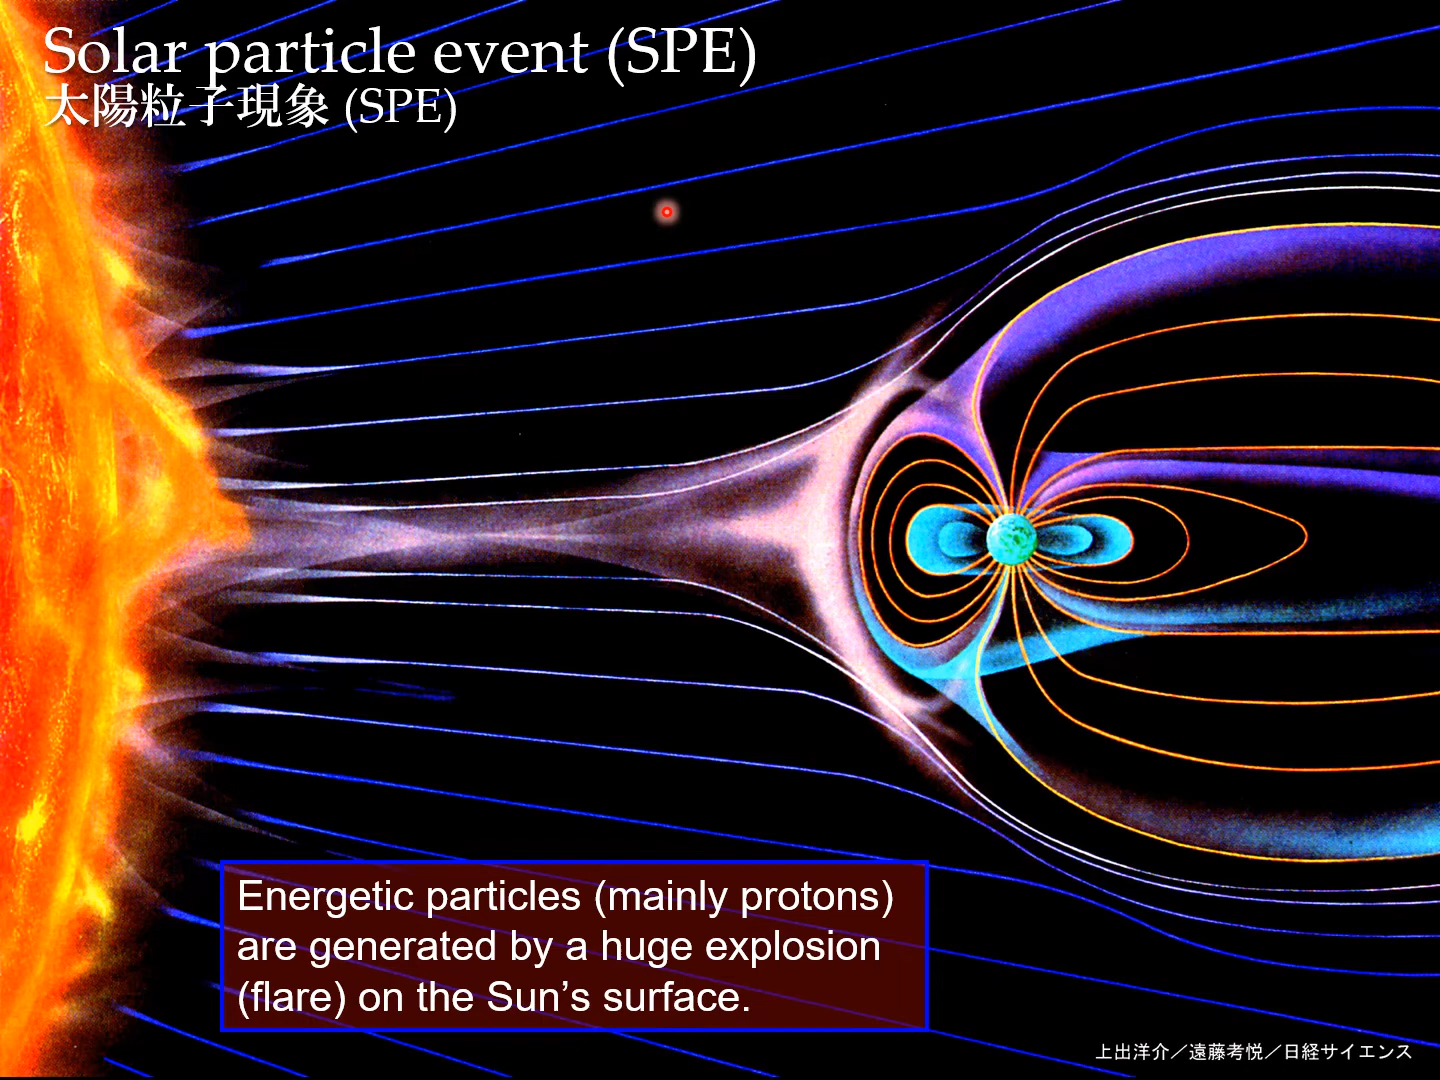 Solar particle event (SPE)
太陽粒子現象 (SPE)
Energetic particles (mainly protons)
are generated by a huge explosion
(flare) on the Sun’s surface.
上出洋介／遠藤考悦／日経サイエンス